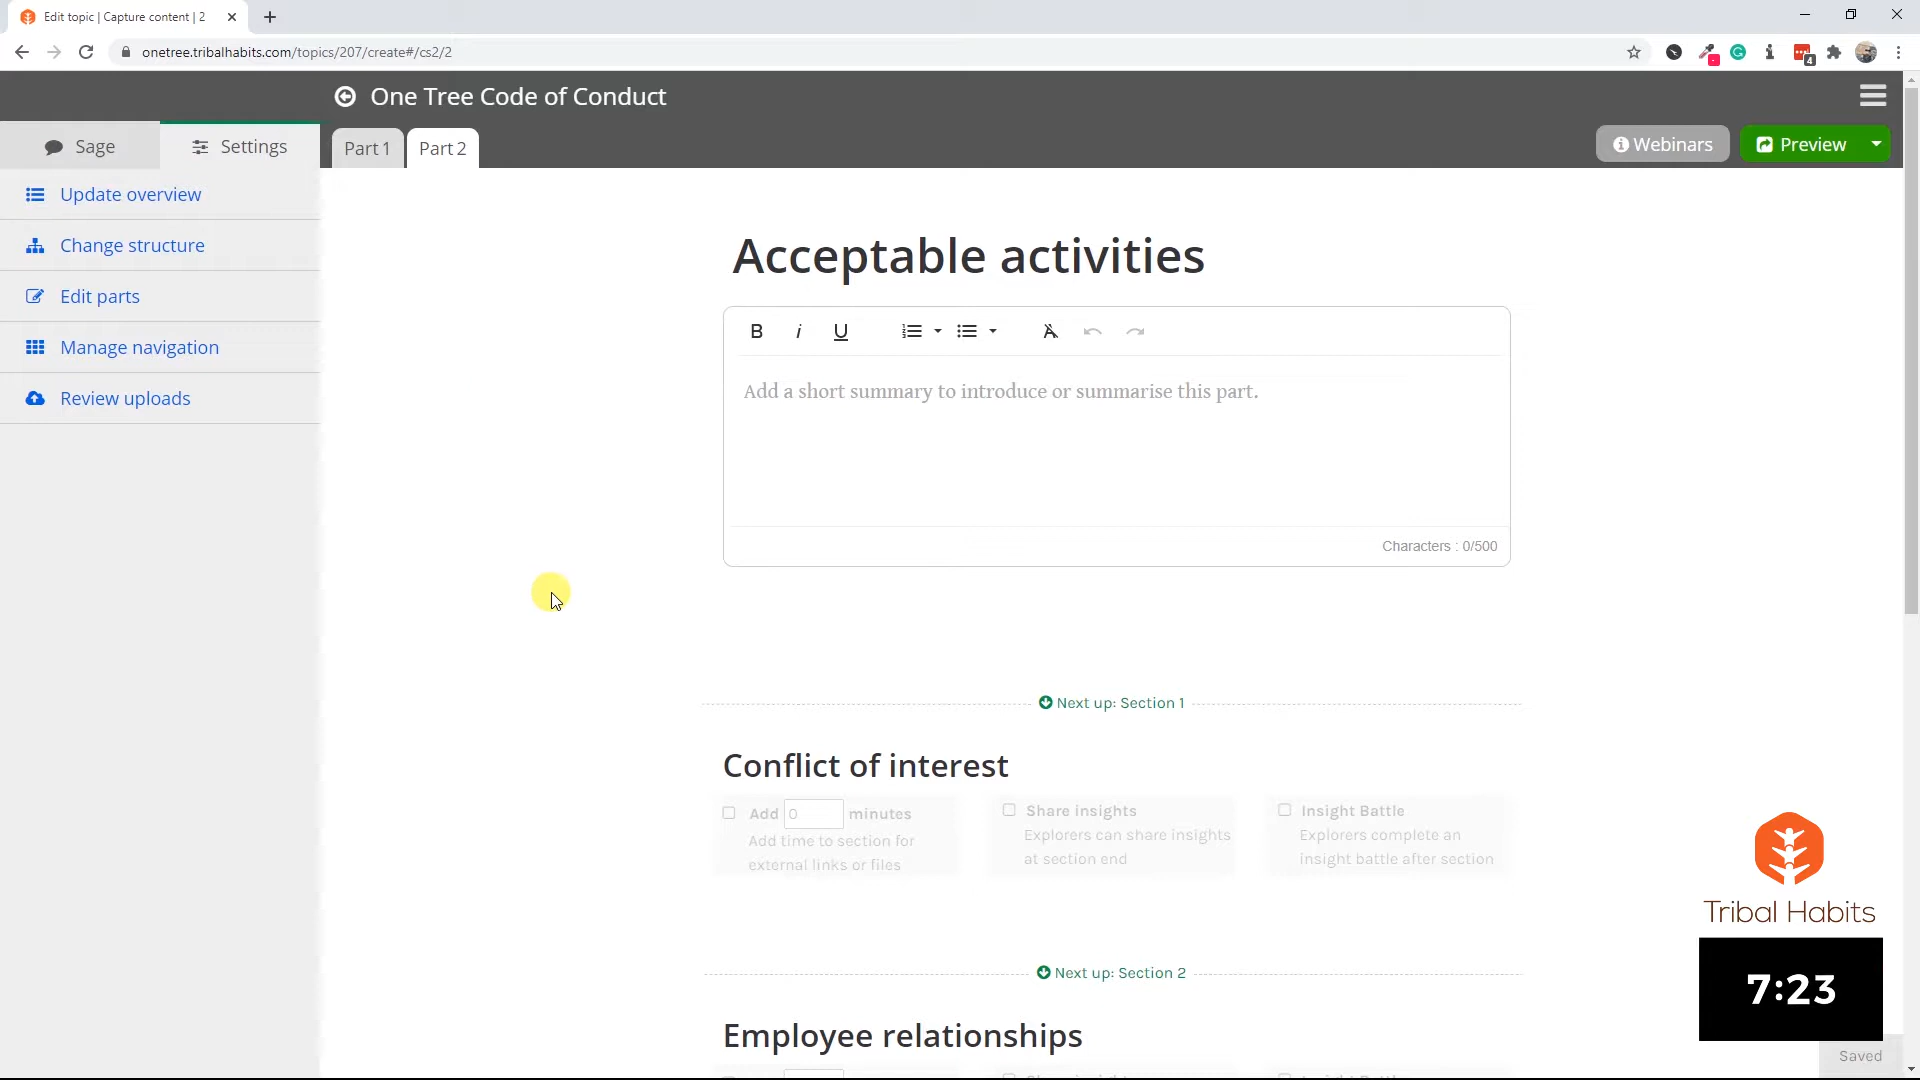 Edit topic | Capture content | 2
onetree.tribalhabits.com/topics/207/create#/cs2/2
4
One Tree Code of Conduct
Sage
Settings
Part 1
Part 2
Webinars
Preview
Update overview
Change structure
Edit parts
Manage navigation
Review uploads
Acceptable activities
B i U
Add a short summary to introduce or summarise this part.
Characters : 0/500
Next up: Section 1
Conflict of interest
Add 0 minutes
Add time to section for
external links or files
Share insights
Explorers can share insights
at section end
Insight Battle
Explorers complete an
insight battle after section
Next up: Section 2
Employee relationships
Tribal Habits
7:23
Saved